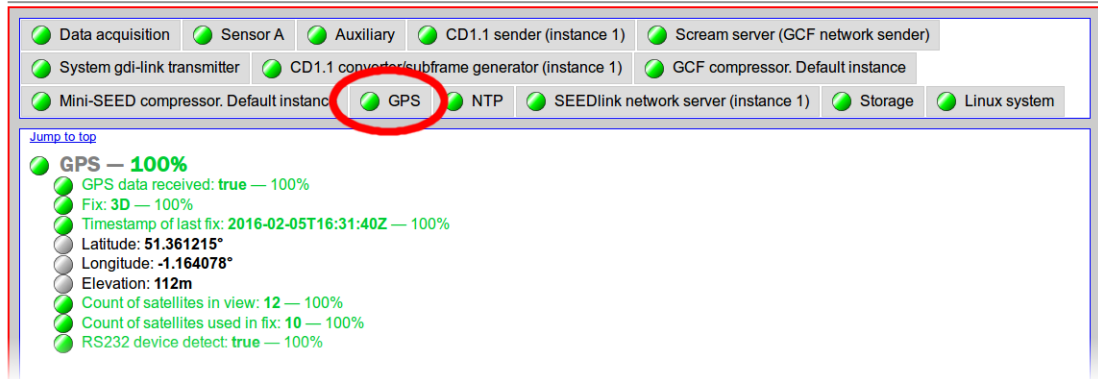 Data acquisition Sensor A Auxiliary CD1.1 sender (instance 1) Scream server (GCF network sender)
System gdi-link transmitter CD1.1 converter/subframe generator (instance 1) GCF compressor. Default instance
Mini-SEED compressor. Default instance GPS NTP SEEDlink network server (instance 1) Storage Linux system
Jump to top
GPS — 100%
GPS data received: true — 100%
Fix: 3D — 100%
Timestamp of last fix: 2016-02-05T16:31:40Z — 100%
Latitude: 51.361215°
Longitude: -1.164078°
Elevation: 112m
Count of satellites in view: 12 — 100%
Count of satellites used in fix: 10 — 100%
RS232 device detect: true — 100%